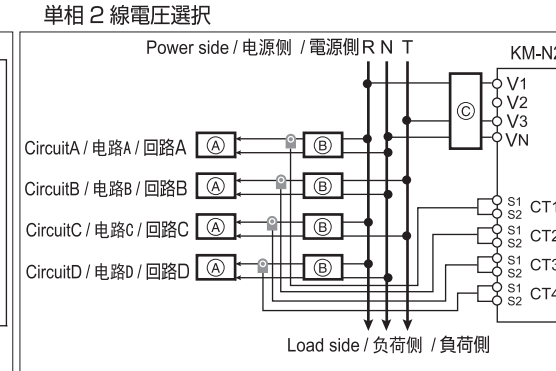 単相 2 線電圧選択
Power side / 电源侧 / 電源側 R N T
KM-N2
V1
V2
V3
VN
C
CircuitA / 电路A / 回路A A B
CircuitB / 电路B / 回路B A B
CircuitC / 电路C / 回路C A B
CircuitD / 电路D / 回路D A B
S1
S2 CT1
S1
S2 CT2
S1
S2 CT3
S1
S2 CT4
Load side / 负荷侧 / 負荷側